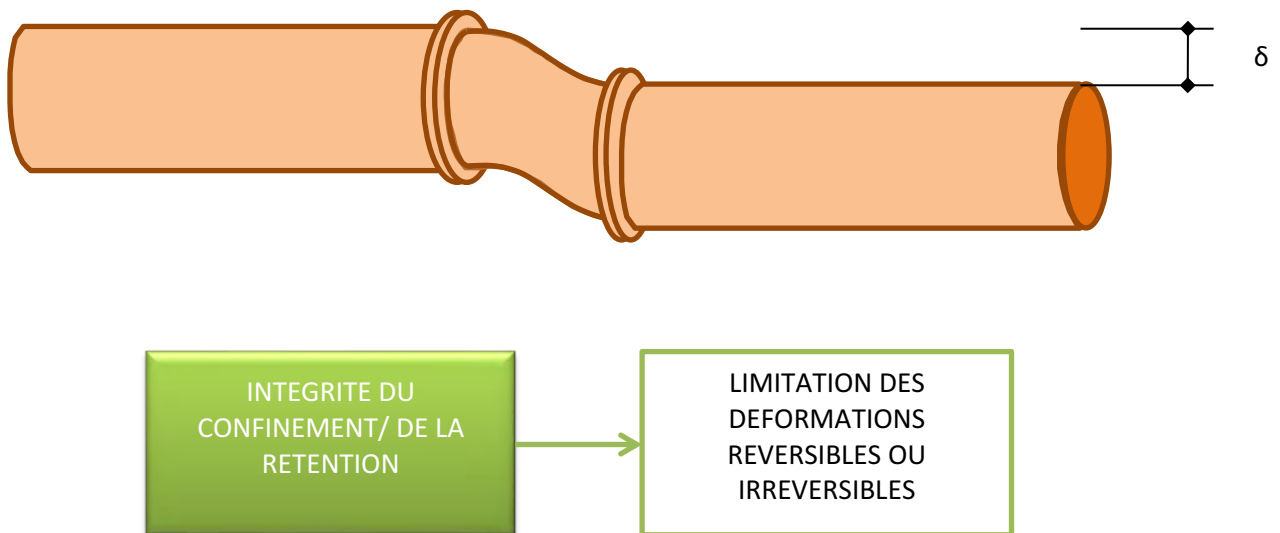 δ
INTEGRITE DU
CONFINEMENT/ DE LA
RETENTION
LIMITATION DES
DEFORMATIONS
REVERSIBLES OU
IRREVERSIBLES